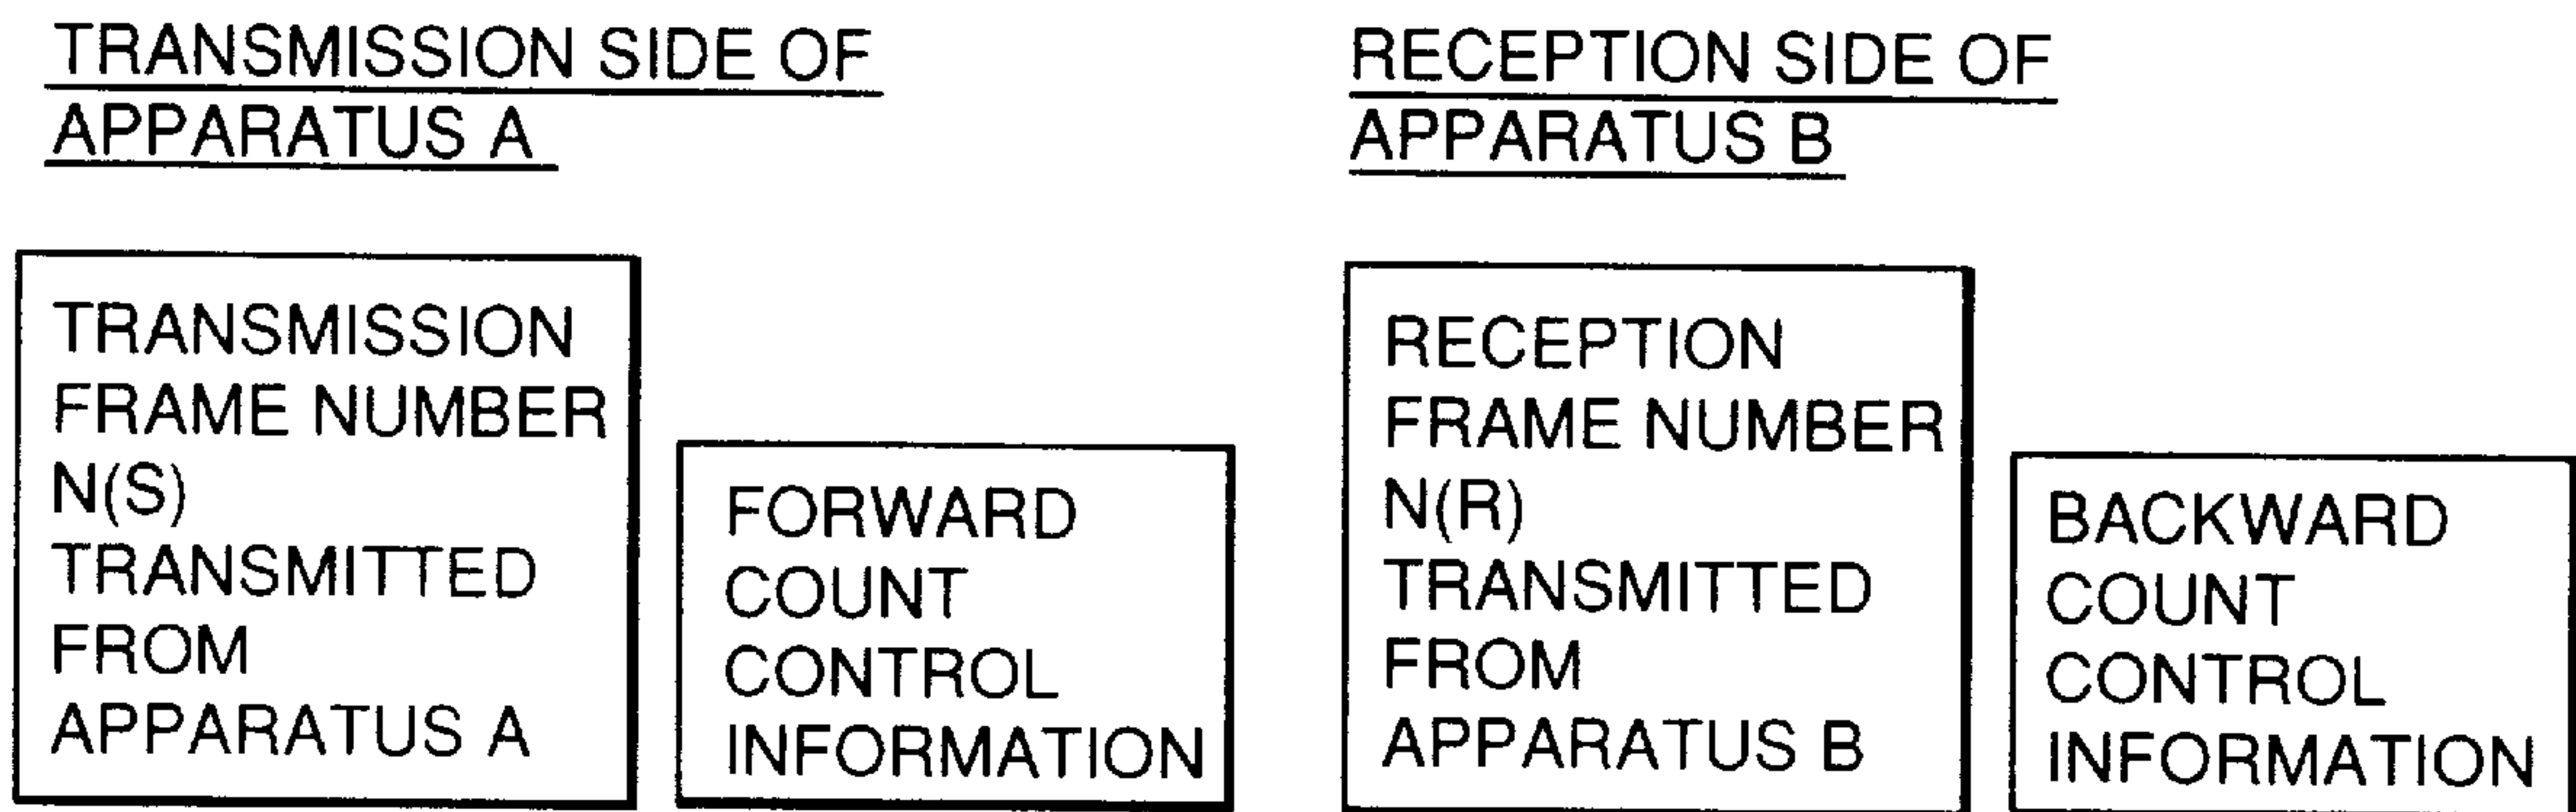 TRANSMISSION SIDE OF
APPARATUS A
RECEPTION SIDE OF
APPARATUS B
TRANSMISSION
FRAME NUMBER
N(S)
TRANSMITTED
FROM
APPARATUS A
FORWARD
COUNT
CONTROL
INFORMATION
RECEPTION
FRAME NUMBER
N(R)
TRANSMITTED
FROM
APPARATUS B
BACKWARD
COUNT
CONTROL
INFORMATION